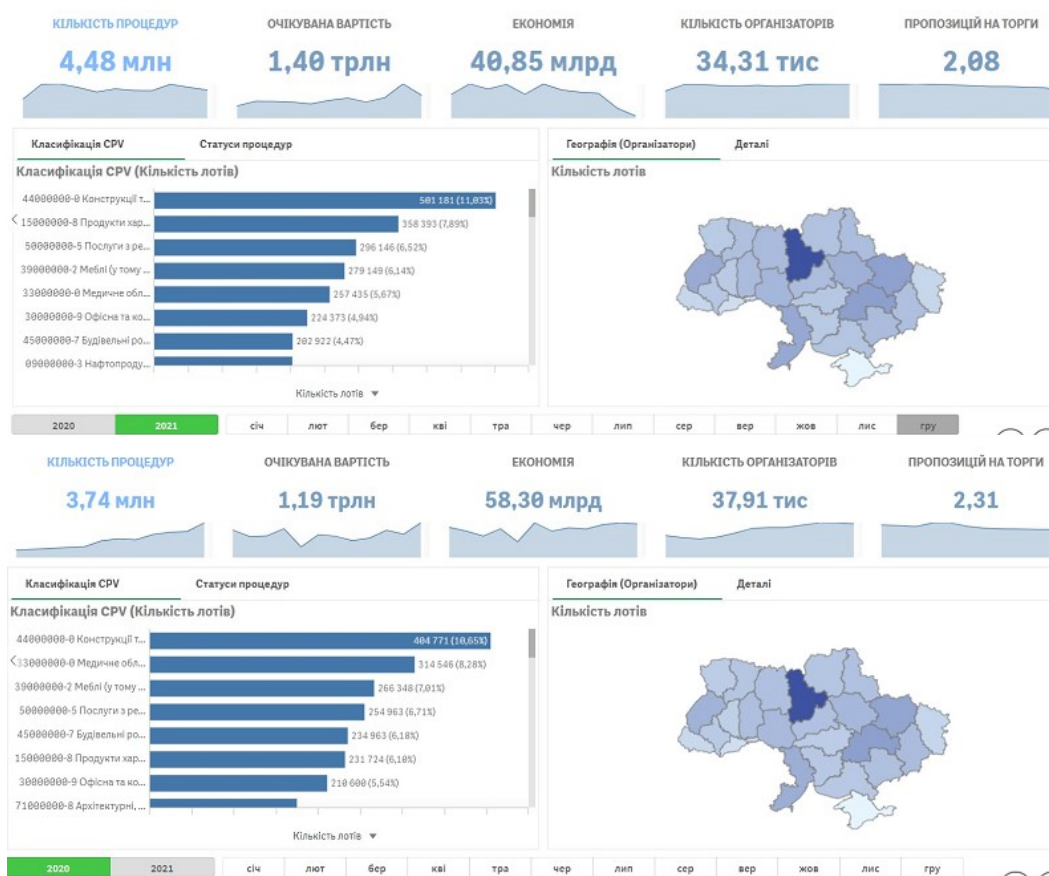 КІЛЬКІСТЬ ПРОЦЕДУР ОЧІКУВАНА ВАРТІСТЬ ЕКОНОМІЯ КІЛЬКІСТЬ ОРГАНІЗАТОРІВ ПРОПОЗИЦІЙ НА ТОРГИ
4,48 млн 1,40 трлн 40,85 млрд 34,31 тис 2,08
Класифікація CPV Статуси процедур Географія (Організатори) Деталі
Класифікація CPV (Кількість лотів) Кількість лотів
44000000-0 Конструкції т... 501 181 (11,03%)
15000000-8 Продукти хар... 358 393 (7,89%)
50000000-5 Послуги з ре... 296 146 (6,52%)
39000000-2 Меблі (у тому ... 279 149 (6,14%)
33000000-0 Медичне обл... 257 435 (5,67%)
30000000-9 Офісна та ко... 224 373 (4,94%)
45000000-7 Будівельні ро... 202 922 (4,47%)
09000000-3 Нафтопроду...
Кількість лотів
2020 2021 січ лют бер кві тра чер лип сер вер жов лис гру
КІЛЬКІСТЬ ПРОЦЕДУР ОЧІКУВАНА ВАРТІСТЬ ЕКОНОМІЯ КІЛЬКІСТЬ ОРГАНІЗАТОРІВ ПРОПОЗИЦІЙ НА ТОРГИ
3,74 млн 1,19 трлн 58,30 млрд 37,91 тис 2,31
Класифікація CPV Статуси процедур Географія (Організатори) Деталі
Класифікація CPV (Кількість лотів) Кількість лотів
44000000-0 Конструкції т... 404 771 (10,65%)
33000000-0 Медичне обл... 314 546 (8,28%)
39000000-2 Меблі (у тому ... 266 348 (7,01%)
50000000-5 Послуги з ре... 254 963 (6,71%)
45000000-7 Будівельні ро... 234 963 (6,18%)
15000000-8 Продукти хар... 231 724 (6,10%)
30000000-9 Офісна та ко... 210 600 (5,54%)
71000000-8 Архітектурні, ...
Кількість лотів
2020 2021 січ лют бер кві тра чер лип сер вер жов лис гру